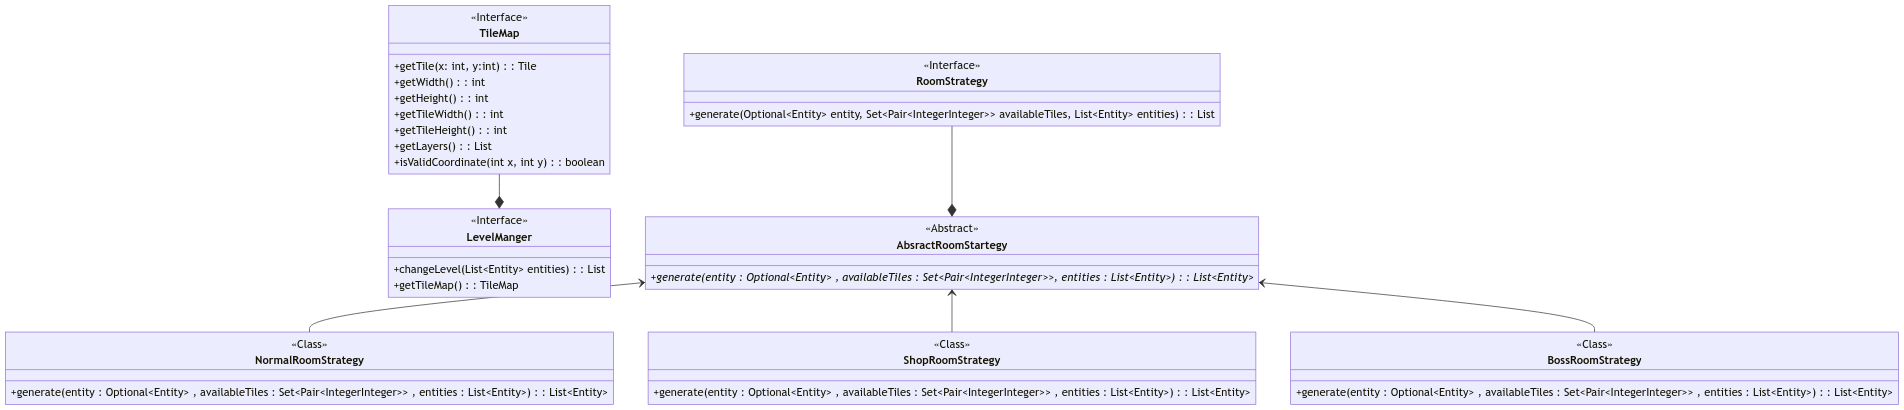 «Interface»
TileMap
+getTile(x: int, y:int) : : Tile
+getWidth() : : int
+getHeight() : : int
+getTileWidth() : : int
+getTileHeight() : : int
+getLayers() : : List
+isValidCoordinate(int x, int y) : : boolean
«Interface»
RoomStrategy
+generate(Optional<Entity> entity, Set<Pair<IntegerInteger>> availableTiles, List<Entity> entities) : : List
«Interface»
LevelManger
+changeLevel(List<Entity> entities) : : List
+getTileMap() : : TileMap
«Abstract»
AbsractRoomStartegy
+generate(entity : Optional<Entity> , availableTiles : Set<Pair<IntegerInteger>>, entities : List<Entity>) : : List<Entity>
«Class»
NormalRoomStrategy
+generate(entity : Optional<Entity> , availableTiles : Set<Pair<IntegerInteger>> , entities : List<Entity>) : : List<Entity>
«Class»
ShopRoomStrategy
+generate(entity : Optional<Entity> , availableTiles : Set<Pair<IntegerInteger>> , entities : List<Entity>) : : List<Entity>
«Class»
BossRoomStrategy
+generate(entity : Optional<Entity> , availableTiles : Set<Pair<IntegerInteger>> , entities : List<Entity>) : : List<Entity>